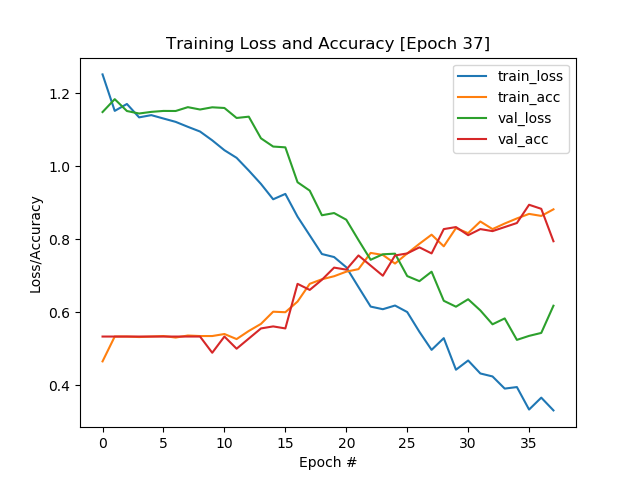 Training Loss and Accuracy [Epoch 37]
train_loss
train_acc
val_loss
val_acc
Loss/Accuracy
1.2
1.0
0.8
0.6
0.4
0 5 10 15 20 25 30 35
Epoch #